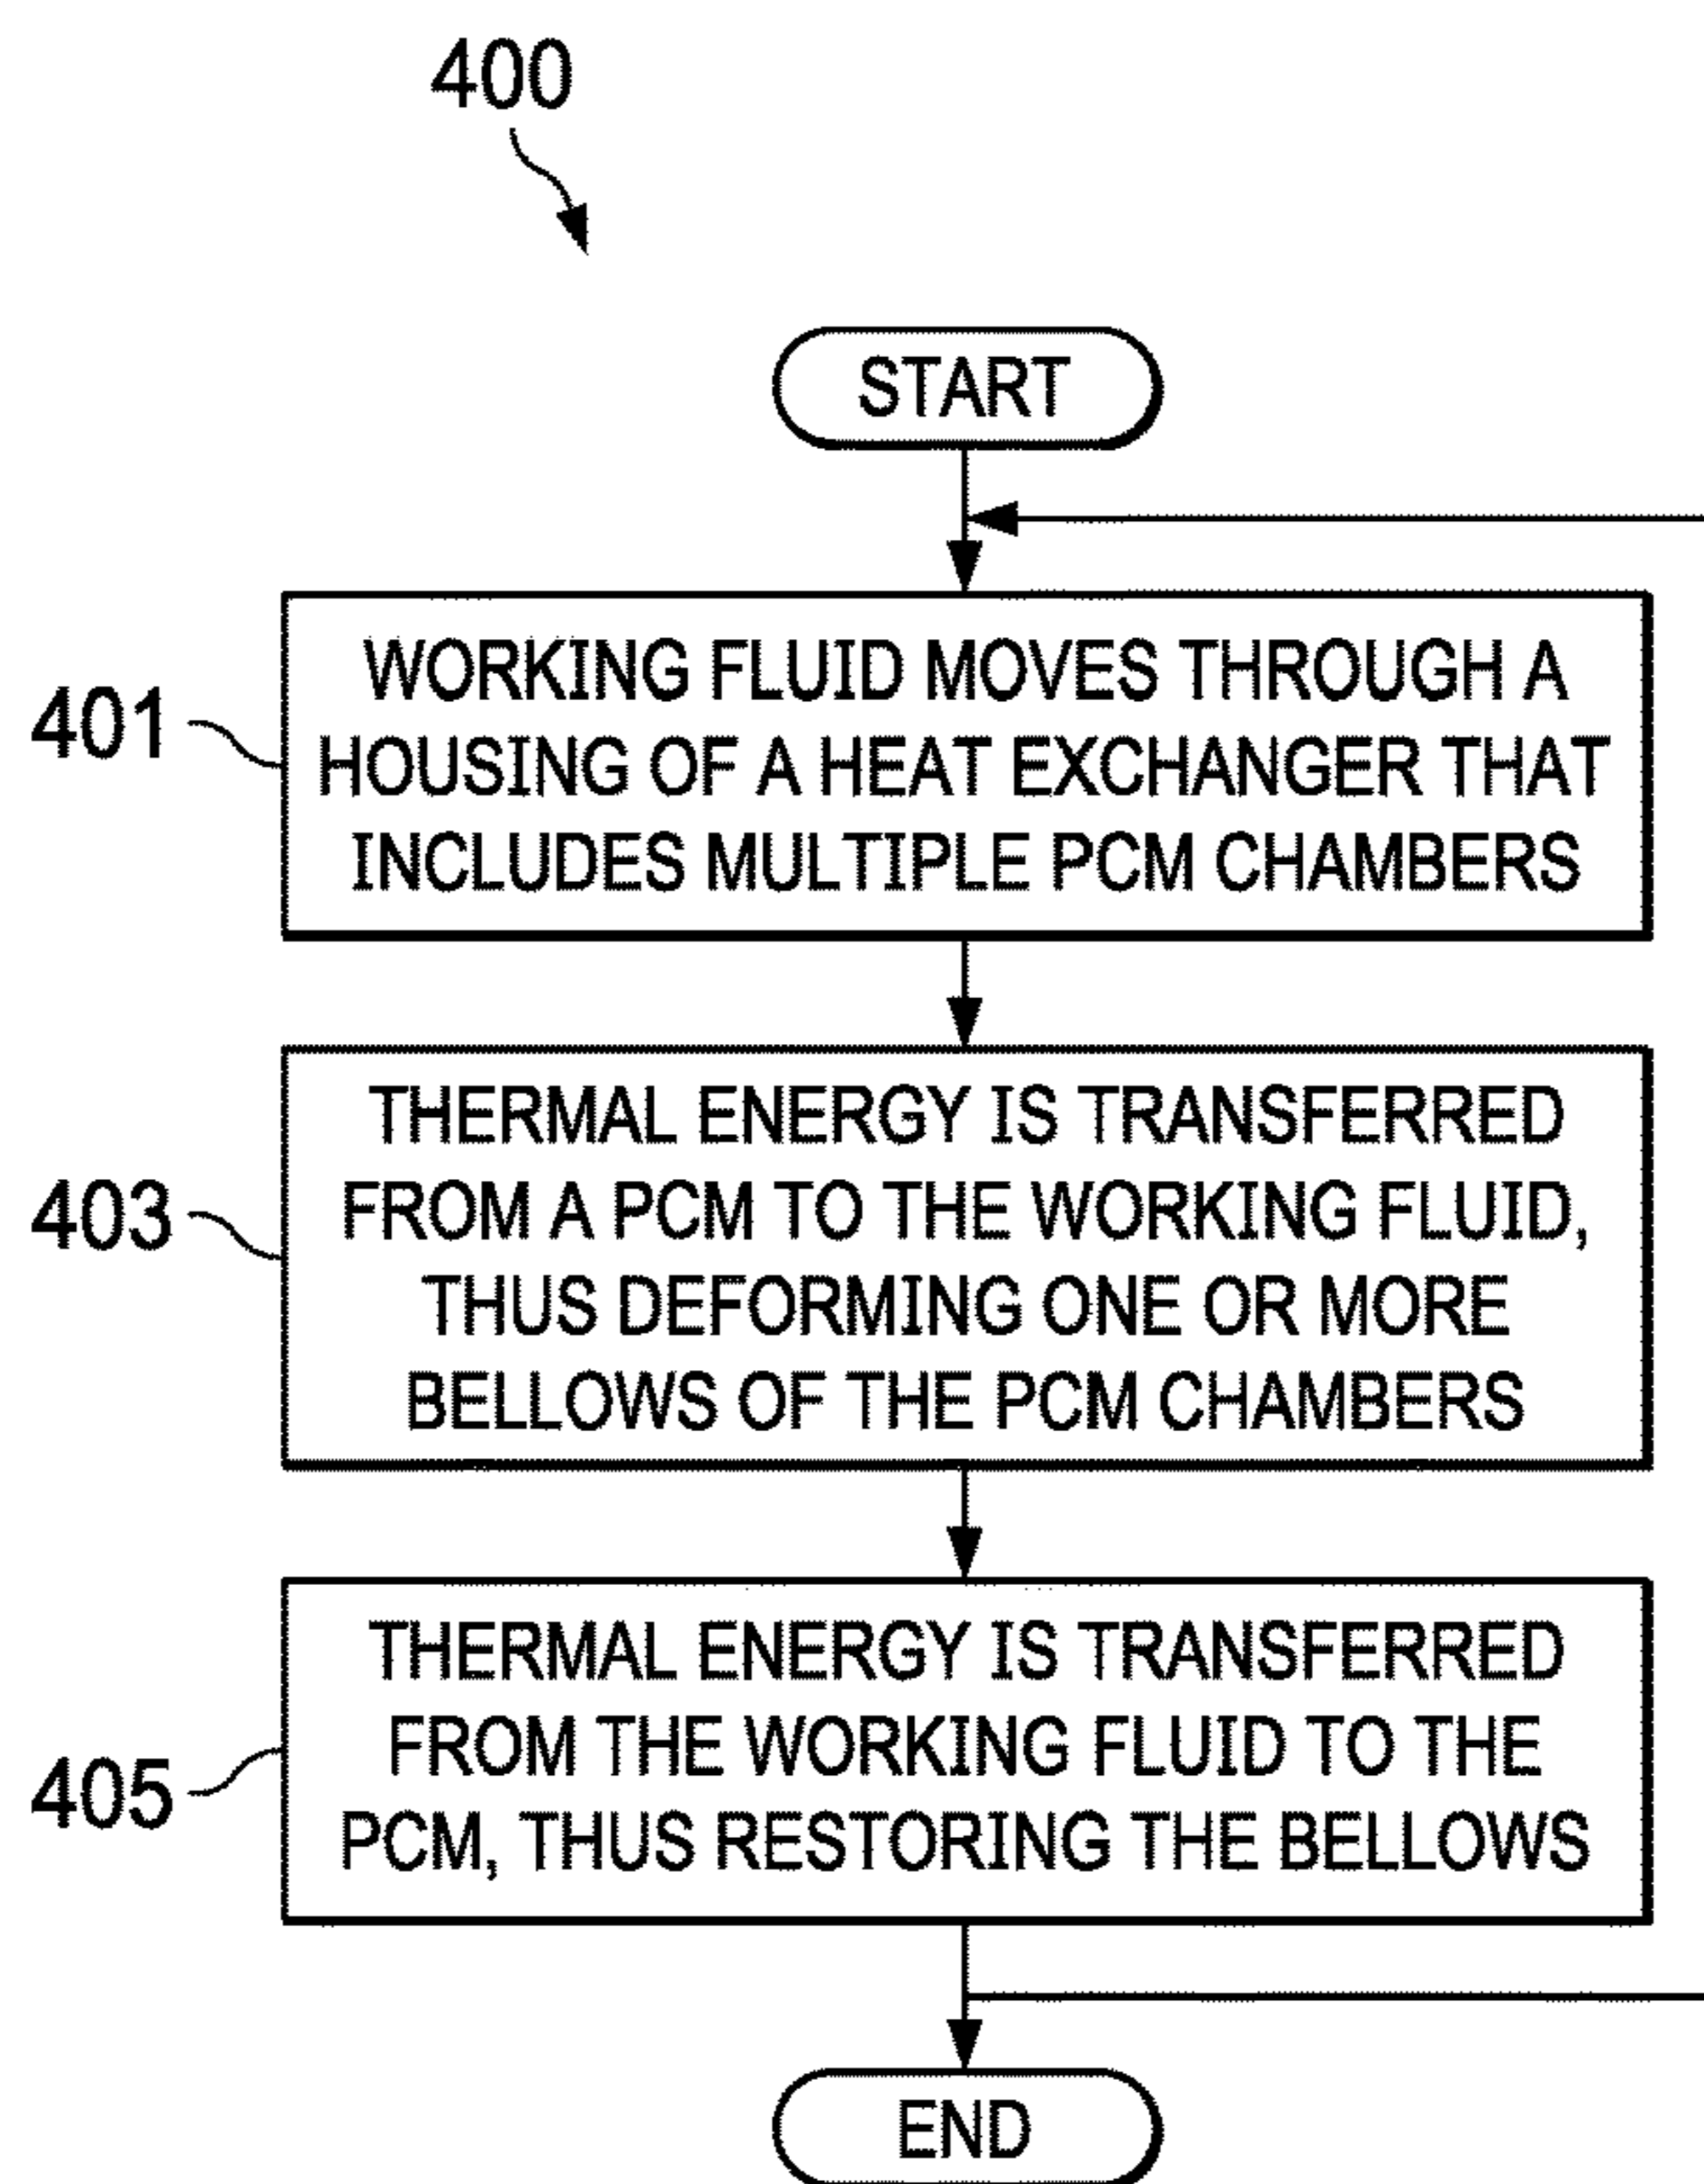 400
START
401
WORKING FLUID MOVES THROUGH A
HOUSING OF A HEAT EXCHANGER THAT
INCLUDES MULTIPLE PCM CHAMBERS
403
THERMAL ENERGY IS TRANSFERRED
FROM A PCM TO THE WORKING FLUID,
THUS DEFORMING ONE OR MORE
BELLOWS OF THE PCM CHAMBERS
405
THERMAL ENERGY IS TRANSFERRED
FROM THE WORKING FLUID TO THE
PCM, THUS RESTORING THE BELLOWS
END